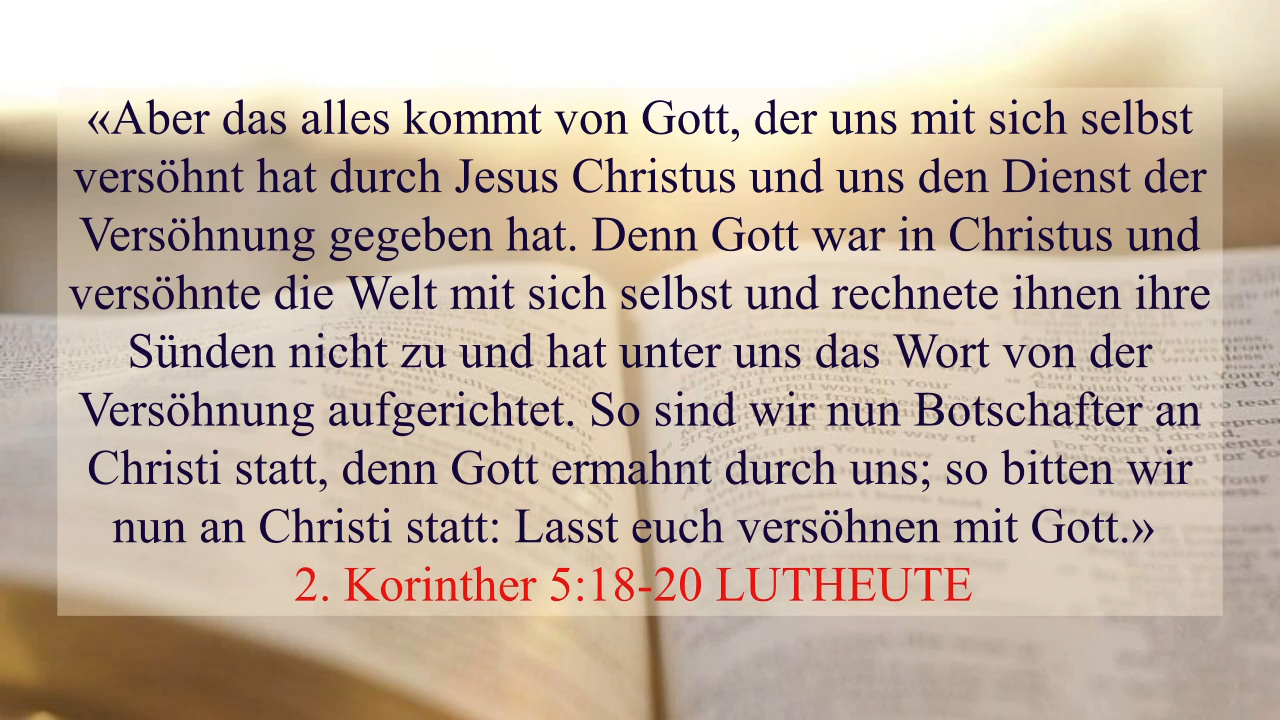 «Aber das alles kommt von Gott, der uns mit sich selbst
versöhnt hat durch Jesus Christus und uns den Dienst der
Versöhnung gegeben hat. Denn Gott war in Christus und
versöhnte die Welt mit sich selbst und rechnete ihnen ihre
Sünden nicht zu und hat unter uns das Wort von der
Versöhnung aufgerichtet. So sind wir nun Botschafter an
Christi statt, denn Gott ermahnt durch uns; so bitten wir
nun an Christi statt: Lasst euch versöhnen mit Gott.»
2. Korinther 5:18-20 LUTHEUTE